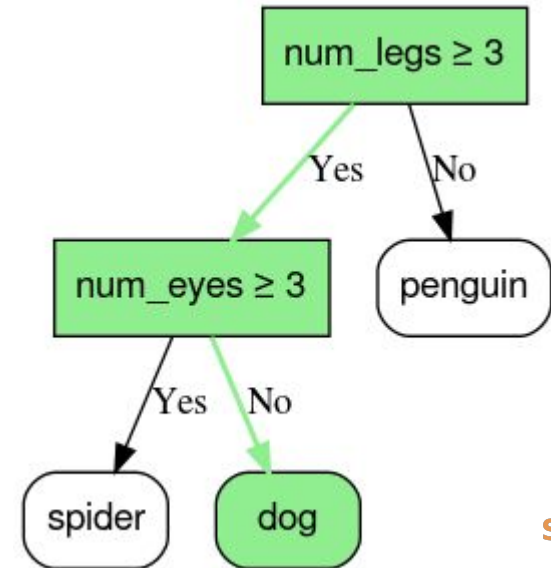 num_legs ≥ 3
Yes
No
num_eyes ≥ 3
penguin
Yes
No
spider
dog
s